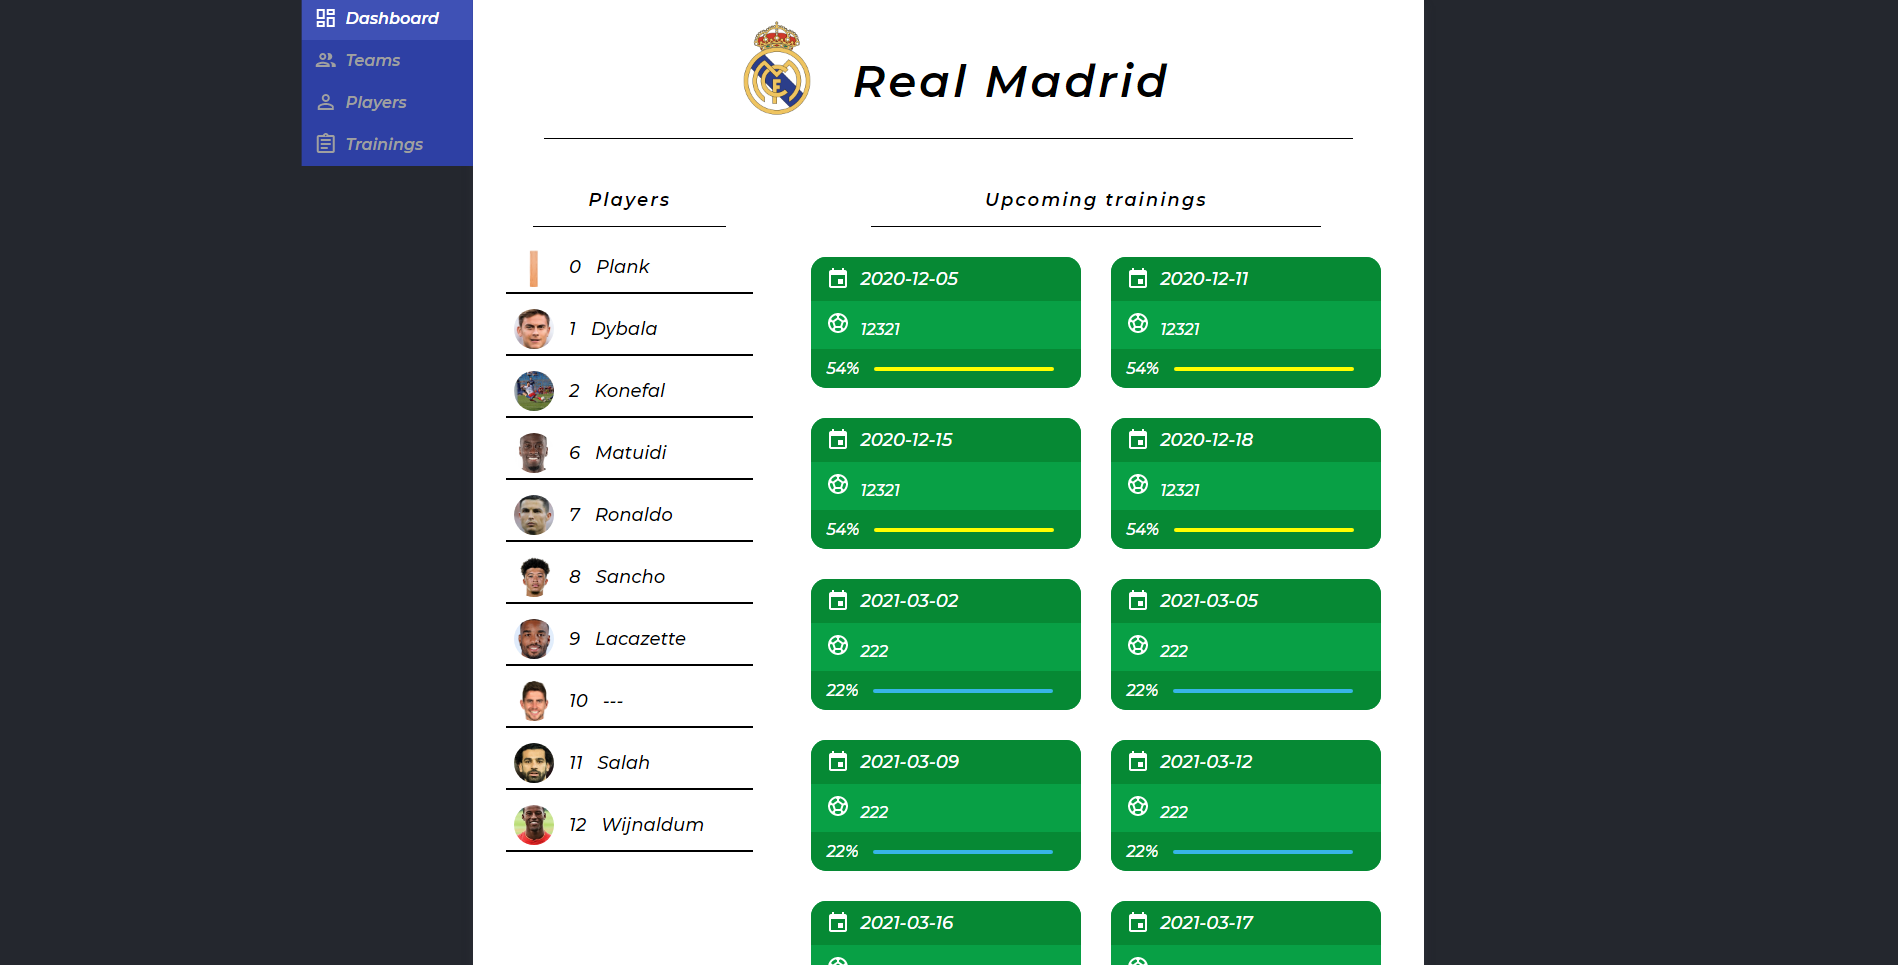 Dashboard
Teams
Players
Trainings
Real Madrid
Players
0 Plank
1 Dybala
2 Konefal
6 Matuidi
7 Ronaldo
8 Sancho
9 Lacazette
10 ---
11 Salah
12 Wijnaldum
Upcoming trainings
2020-12-05
12321
54%
2020-12-11
12321
54%
2020-12-15
12321
54%
2020-12-18
12321
54%
2021-03-02
222
22%
2021-03-05
222
22%
2021-03-09
222
22%
2021-03-12
222
22%
2021-03-16
2021-03-17